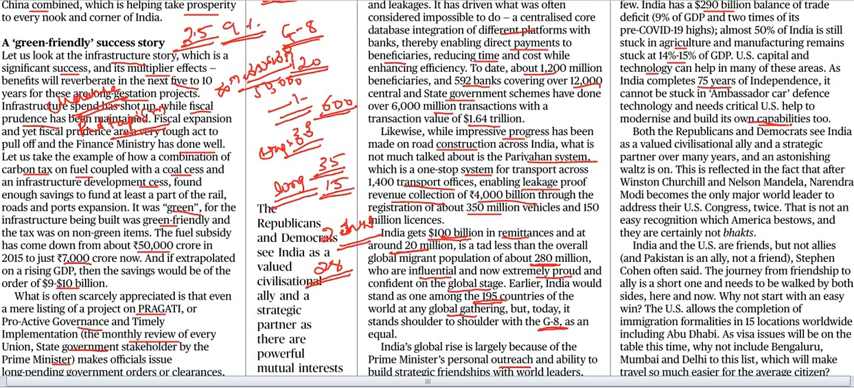 China combined, which is helping take prosperity
to every nook and corner of India.
A 'green-friendly' success story
Let us look at the infrastructure story, which is a
significant success, and its multiplier effects —
benefits will reverberate in the next five to 10
years for these are long-gestation projects.
Infrastructure spend has shot up, while fiscal
prudence has been maintained. Fiscal expansion
and yet fiscal prudence are a very tough act to
pull off and the Finance Ministry has done well.
Let us take the example of how a combination of
carbon tax on fuel coupled with a coal cess and
an infrastructure development cess, found
enough savings to fund at least a part of the rail,
roads and ports expansion. It was "green", for the
infrastructure being built was green-friendly and
the tax was on non-green items. The fuel subsidy
has come down from about ₹50,000 crore in
2015 to just ₹7,000 crore now. And if extrapolated
on a rising GDP, then the savings would be of the
order of $9-$10 billion.
What is often scarcely appreciated is that even
a mere listing of a project on PRAGATI, or
Pro-Active Governance and Timely
Implementation (the monthly review of every
Union, State government stakeholder by the
Prime Minister) makes officials issue
long-pending government orders or clearances,
2.5 9%
G-8
20
50000
600
35
15
28
The
Republicans
and Democrats
see India as a
valued
civilisational
ally and a
strategic
partner as
there are
powerful
mutual interests
and leakages. It has driven what was often
considered impossible to do — a centralised core
database integration of different platforms with
banks, thereby enabling direct payments to
beneficiaries, reducing time and cost while
enhancing efficiency. To date, about 1,200 million
beneficiaries, and 592 banks covering over 12,000
central and State government schemes have done
over 6,000 million transactions with a
transaction value of $1.64 trillion.
Likewise, while impressive progress has been
made on road construction across India, what is
not much talked about is the Parivahan system,
which is a one-stop system for transport across
1,400 transport offices, enabling leakage proof
revenue collection of ₹4,000 billion through the
registration of about 350 million vehicles and 150
million licences.
India gets $100 billion in remittances and at
around 20 million, is a tad less than the overall
global migrant population of about 280 million,
who are influential and now extremely proud and
confident on the global stage. Earlier, India would
stand as one among the 195 countries of the
world at any global gathering, but, today, it
stands shoulder to shoulder with the G-8, as an
equal.
India's global rise is largely because of the
Prime Minister's personal outreach and ability to
build strategic friendships with world leaders,
few. India has a $290 billion balance of trade
deficit (9% of GDP and two times of its
pre-COVID-19 highs); almost 50% of India is still
stuck in agriculture and manufacturing remains
stuck at 14%-15% of GDP. U.S. capital and
technology can help in many of these areas. As
India completes 75 years of Independence, it
cannot be stuck in 'Ambassador car' defence
technology and needs critical U.S. help to
modernise and build its own capabilities too.
Both the Republicans and Democrats see India
as a valued civilisational ally and a strategic
partner over many years, and an astonishing
waltz is on. This is reflected in the fact that after
Winston Churchill and Nelson Mandela, Narendra
Modi becomes the only major world leader to
address their U.S. Congress, twice. That is not an
easy recognition which America bestows, and
they are certainly not bhakts.
India and the U.S. are friends, but not allies
(and Pakistan is an ally, not a friend), Stephen
Cohen often said. The journey from friendship to
ally is a short one and needs to be walked by both
sides, here and now. Why not start with an easy
win? The U.S. allows the completion of
immigration formalities in 15 locations worldwide
including Abu Dhabi. As visa issues will be on the
table this time, why not include Bengaluru,
Mumbai and Delhi to this list, which will make
travel so much easier for the average citizen?